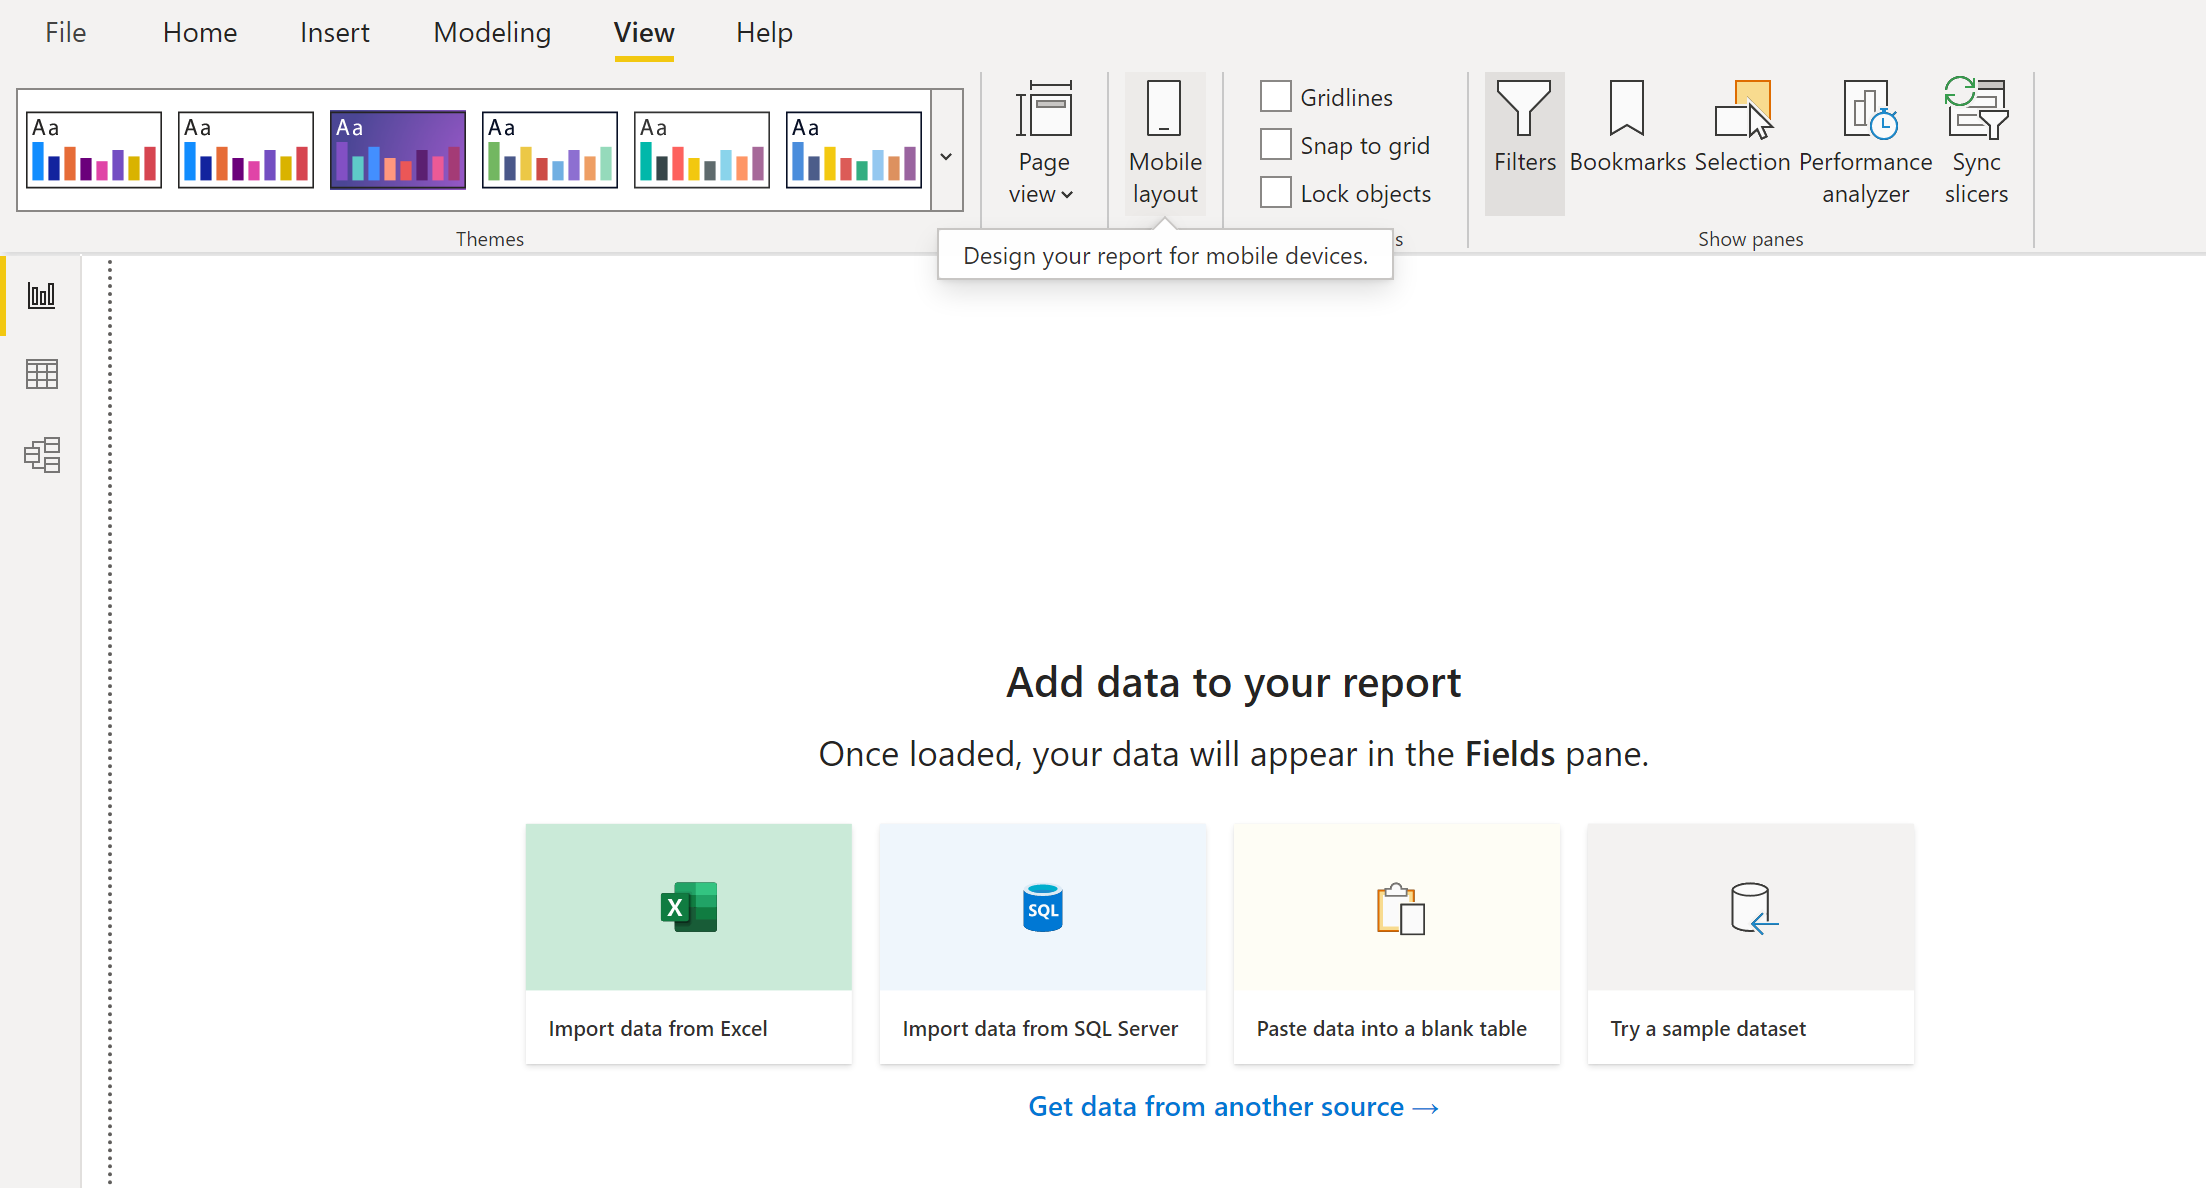 File Home Insert Modeling View Help
Aa Aa Aa Aa Aa Aa
Page
view
Mobile
layout
Gridlines
Snap to grid
Lock objects
Filters Bookmarks Selection Performance
analyzer
Sync
slicers
Themes
s
Show panes
Design your report for mobile devices.
Add data to your report
Once loaded, your data will appear in the Fields pane.
X
SQL
Import data from Excel
Import data from SQL Server
Paste data into a blank table
Try a sample dataset
Get data from another source →